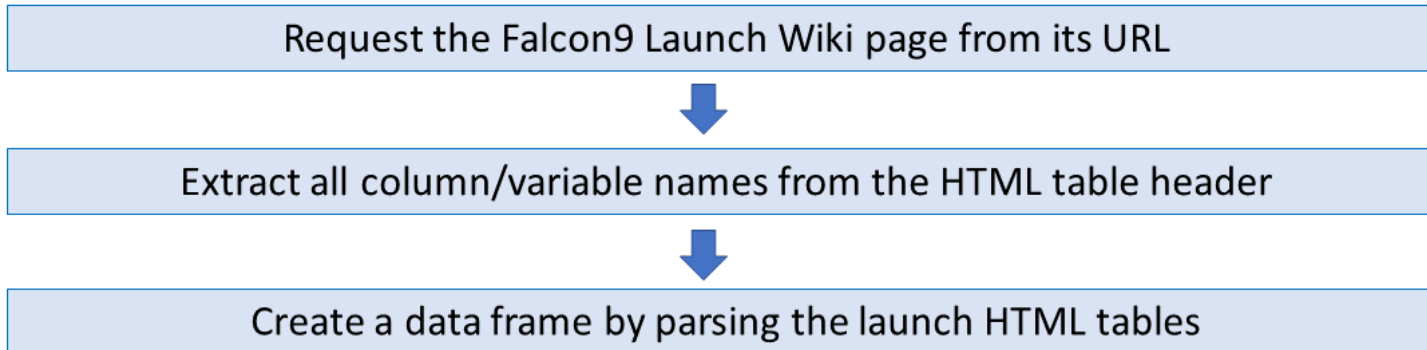 Request the Falcon9 Launch Wiki page from its URL
Extract all column/variable names from the HTML table header
Create a data frame by parsing the launch HTML tables